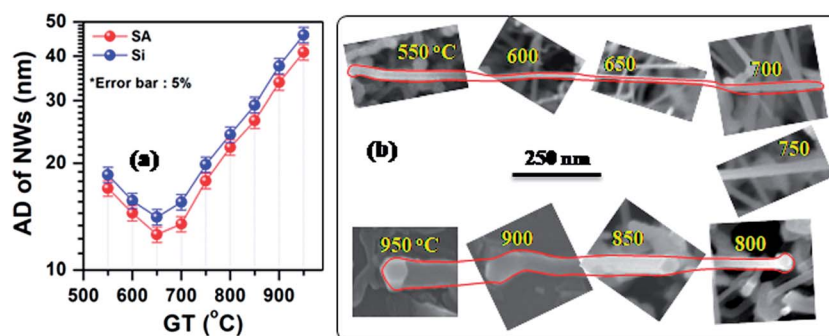 50
40
30
20
10
AD of NWs (nm)
SA
Si
*Error bar : 5%
(a)
500 600 700 800 900
GT (°C)
550 °C
600
650
700
750
(b)
250 nm
950 °C
900
850
800